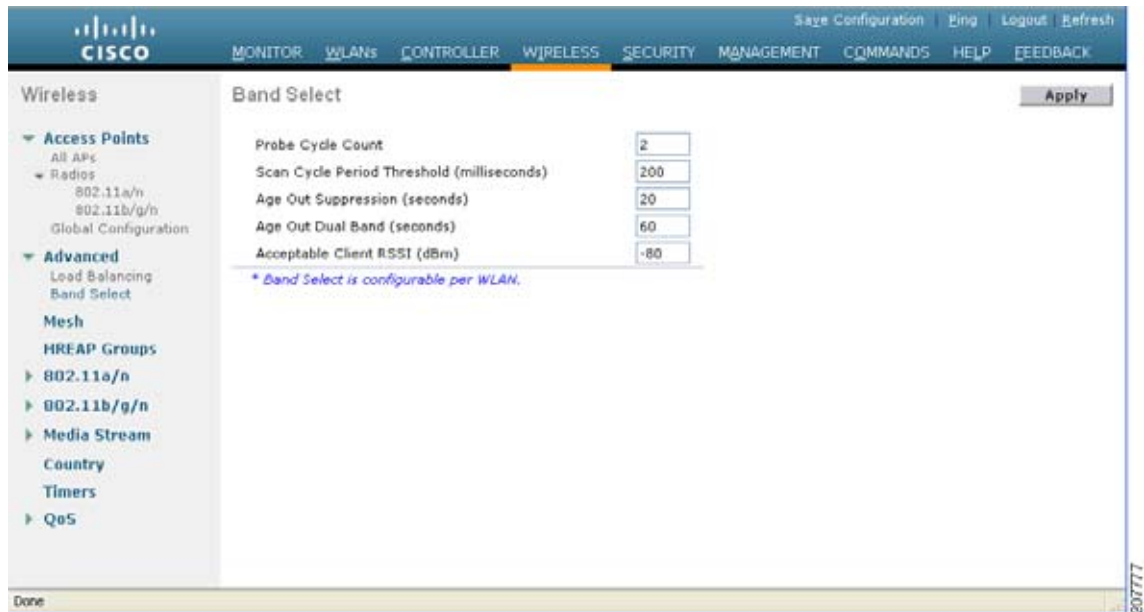 Save Configuration | Ping | Logout | Refresh
CISCO
MONITOR WLANs CONTROLLER WIRELESS SECURITY MANAGEMENT COMMANDS HELP FEEDBACK
Wireless
Access Points
All APs
Radios
802.11a/n
802.11b/g/n
Global Configuration
Advanced
Load Balancing
Band Select
Mesh
HREAP Groups
802.11a/n
802.11b/g/n
Media Stream
Country
Timers
QoS
Band Select
Apply
Probe Cycle Count 2
Scan Cycle Period Threshold (milliseconds) 200
Age Out Suppression (seconds) 20
Age Out Dual Band (seconds) 60
Acceptable Client RSSI (dBm) -80
* Band Select is configurable per WLAN.
Done